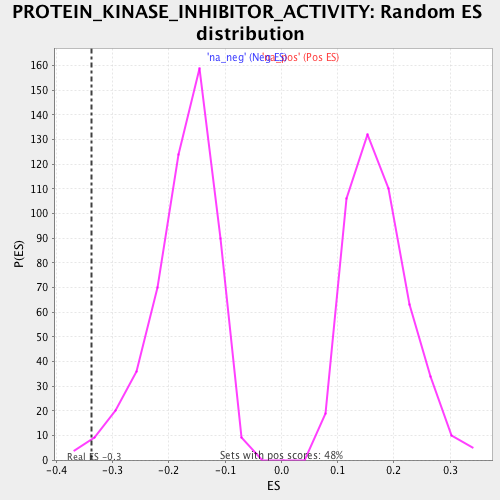 PROTEIN_KINASE_INHIBITOR_ACTIVITY: Random ES
distribution
'na_neg' (Neg ES)
'na_pos' (Pos ES)
P(ES)
160
150
140
130
120
110
100
90
80
70
60
50
40
30
20
10
0
Real ES -0.3
Sets with pos scores: 48%
-0.4 -0.3 -0.2 -0.1 0.0 0.1 0.2 0.3
ES